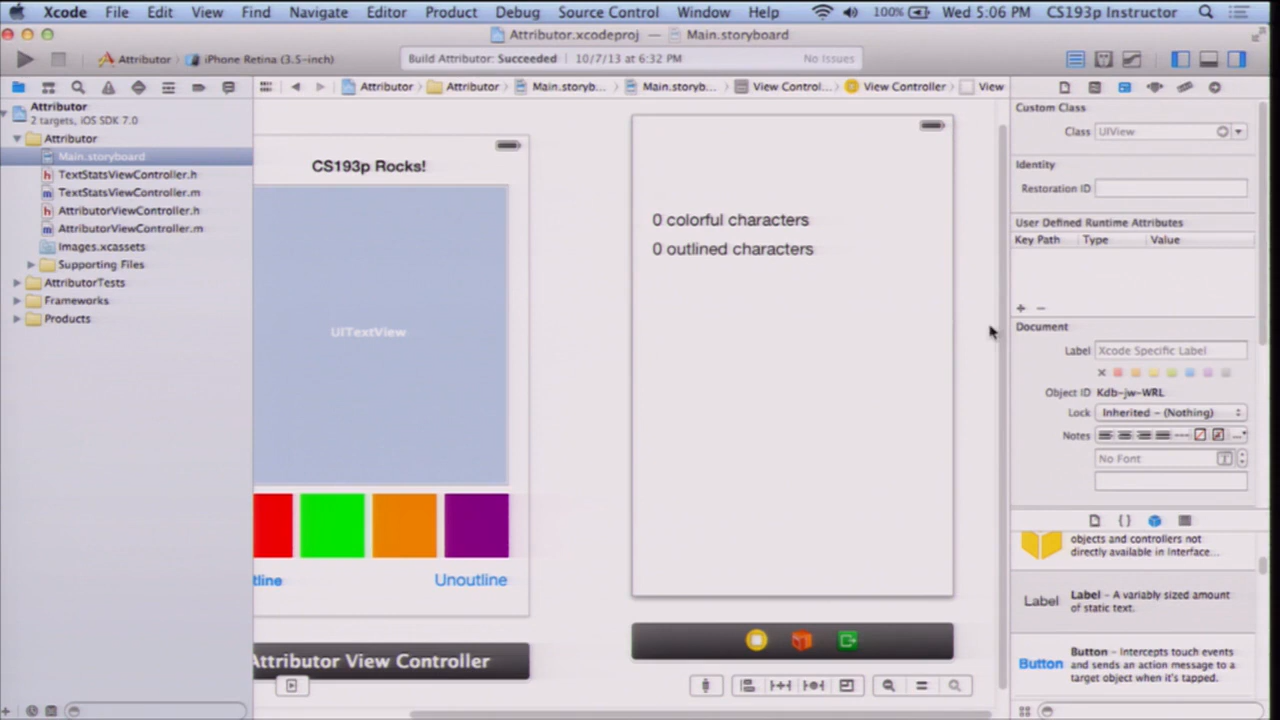 Xcode File Edit View Find Navigate Editor Product Debug Source Control Window Help 100% Wed 5:06 PM CS193p Instructor
Attributor.xcodeproj — Main.storyboard
Attributor iPhone Retina (3.5-inch) Build Attributor: Succeeded 10/7/13 at 6:32 PM No Issues
Attributor Attributor Main.storyb... Main.storyb... View Control... View Controller View
Attributor
2 targets, iOS SDK 7.0
Attributor
Main.storyboard
TextStatsViewController.h
TextStatsViewController.m
AttributorViewController.h
AttributorViewController.m
Images.xcassets
Supporting Files
AttributorTests
Frameworks
Products
CS193p Rocks!
UITextView
tline Unoutline
Attributor View Controller
0 colorful characters
0 outlined characters
Custom Class
Class UIView
Identity
Restoration ID
User Defined Runtime Attributes
Key Path Type Value
Document
Label Xcode Specific Label
Object ID Kdb-jw-WRL
Lock Inherited - (Nothing)
Notes
No Font
objects and controllers not
directly available in Interface...
Label Label - A variably sized amount
of static text.
Button Button - Intercepts touch events
and sends an action message to a
target object when it's tapped.